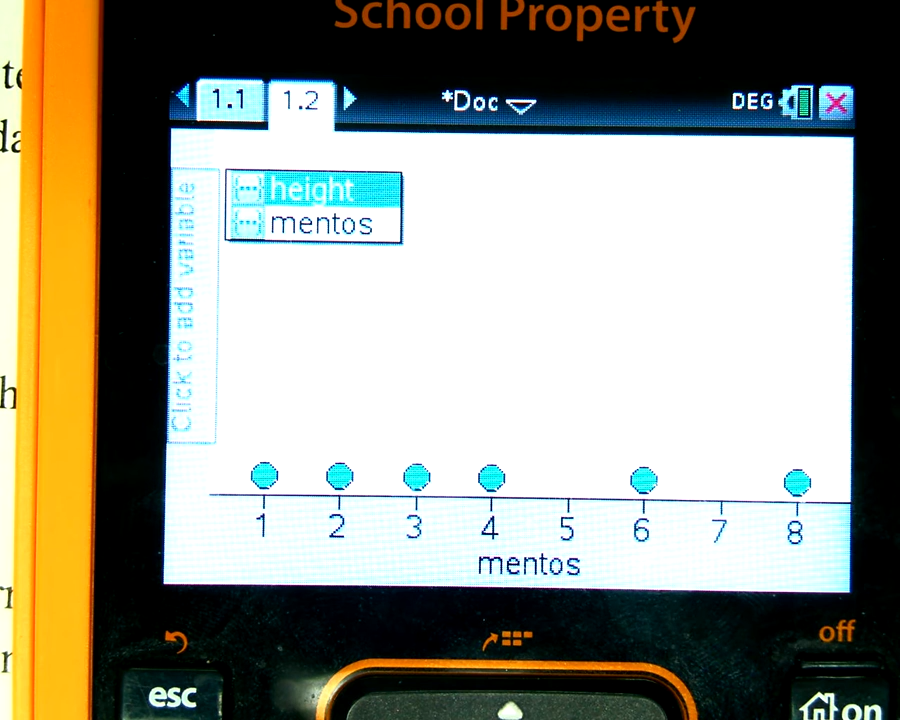 School Property
1.1 1.2 *Doc DEG
height
mentos
Click to add variable
1 2 3 4 5 6 7 8
mentos
off
esc
on